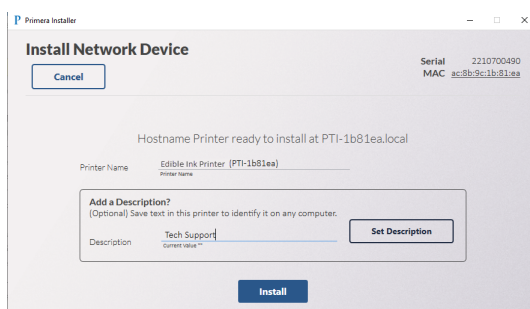 P Primera Installer
Install Network Device
Cancel
Serial 2210700490
MAC ac:8b:9c:1b:81:ea
Hostname Printer ready to install at PTI-1b81ea.local
Printer Name Edible Ink Printer (PTI-1b81ea)
Printer Name
Add a Description?
(Optional) Save text in this printer to identify it on any computer.
Description Tech Support
Current Value ""
Set Description
Install